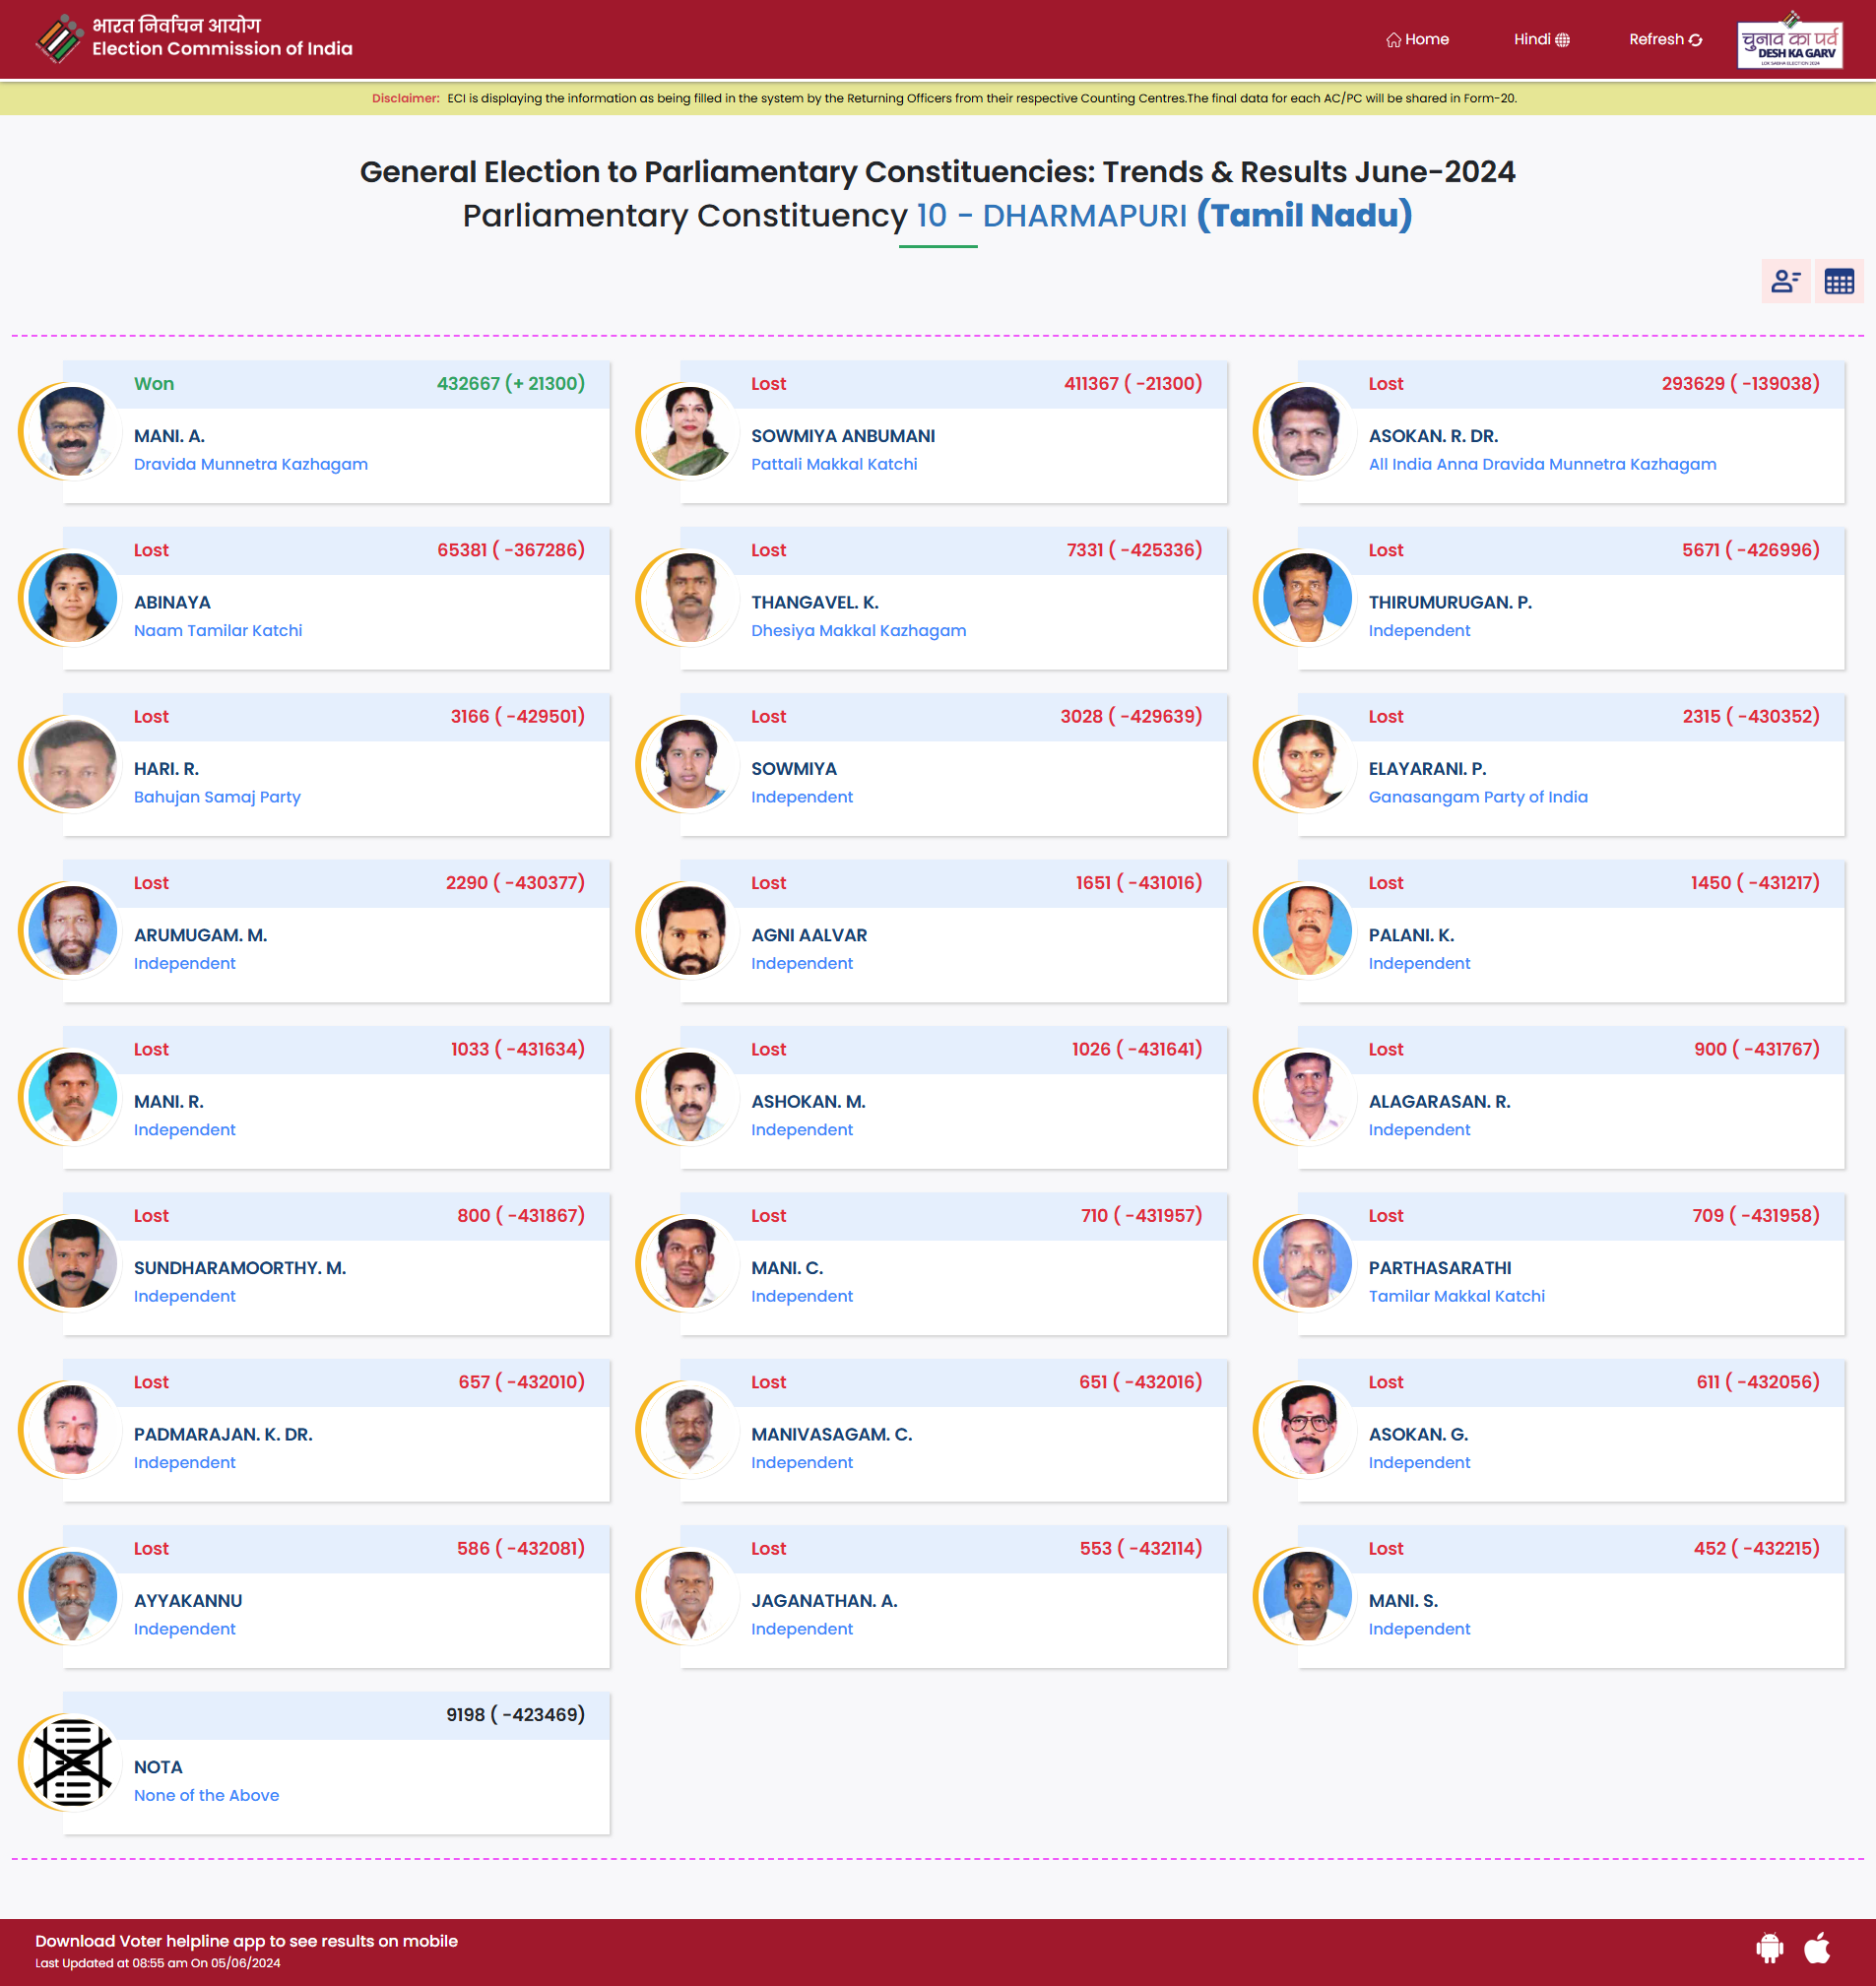 भारत निर्वाचन आयोग
Election Commission of India
Home
Hindi
Refresh
चुनाव का पर्व
DESH KA GARV
LOK SABHA ELECTION 2024
Disclaimer: ECI is displaying the information as being filled in the system by the Returning Officers from their respective Counting Centres.The final data for each AC/PC will be shared in Form-20.
General Election to Parliamentary Constituencies: Trends & Results June-2024
Parliamentary Constituency 10 - DHARMAPURI (Tamil Nadu)
Won 432667 (+ 21300)
MANI. A.
Dravida Munnetra Kazhagam
Lost 411367 ( -21300)
SOWMIYA ANBUMANI
Pattali Makkal Katchi
Lost 293629 ( -139038)
ASOKAN. R. DR.
All India Anna Dravida Munnetra Kazhagam
Lost 65381 ( -367286)
ABINAYA
Naam Tamilar Katchi
Lost 7331 ( -425336)
THANGAVEL. K.
Dhesiya Makkal Kazhagam
Lost 5671 ( -426996)
THIRUMURUGAN. P.
Independent
Lost 3166 ( -429501)
HARI. R.
Bahujan Samaj Party
Lost 3028 ( -429639)
SOWMIYA
Independent
Lost 2315 ( -430352)
ELAYARANI. P.
Ganasangam Party of India
Lost 2290 ( -430377)
ARUMUGAM. M.
Independent
Lost 1651 ( -431016)
AGNI AALVAR
Independent
Lost 1450 ( -431217)
PALANI. K.
Independent
Lost 1033 ( -431634)
MANI. R.
Independent
Lost 1026 ( -431641)
ASHOKAN. M.
Independent
Lost 900 ( -431767)
ALAGARASAN. R.
Independent
Lost 800 ( -431867)
SUNDHARAMOORTHY. M.
Independent
Lost 710 ( -431957)
MANI. C.
Independent
Lost 709 ( -431958)
PARTHASARATHI
Tamilar Makkal Katchi
Lost 657 ( -432010)
PADMARAJAN. K. DR.
Independent
Lost 651 ( -432016)
MANIVASAGAM. C.
Independent
Lost 611 ( -432056)
ASOKAN. G.
Independent
Lost 586 ( -432081)
AYYAKANNU
Independent
Lost 553 ( -432114)
JAGANATHAN. A.
Independent
Lost 452 ( -432215)
MANI. S.
Independent
9198 ( -423469)
NOTA
None of the Above
Download Voter helpline app to see results on mobile
Last Updated at 08:55 am On 05/06/2024